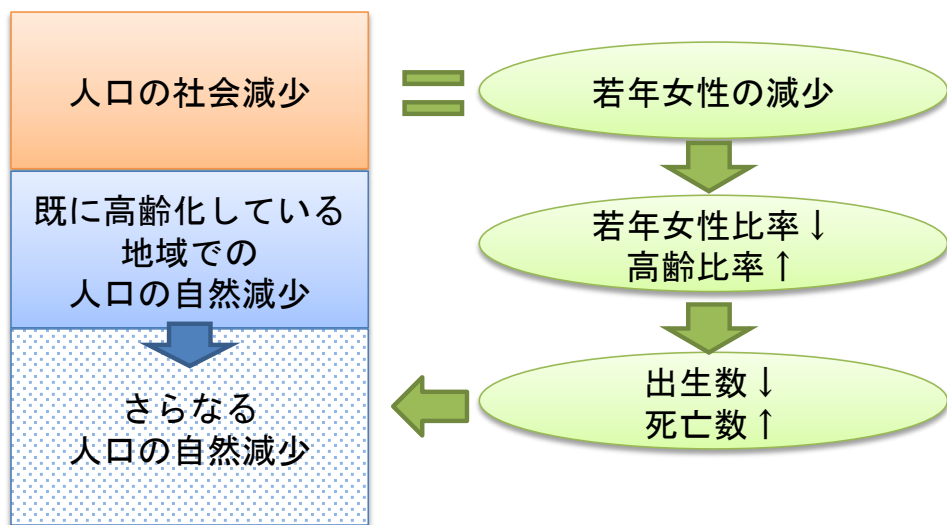 人口の社会減少
若年女性の減少
既に高齢化している
地域での
人口の自然減少
若年女性比率↓
高齢比率↑
さらなる
人口の自然減少
出生数↓
死亡数↑